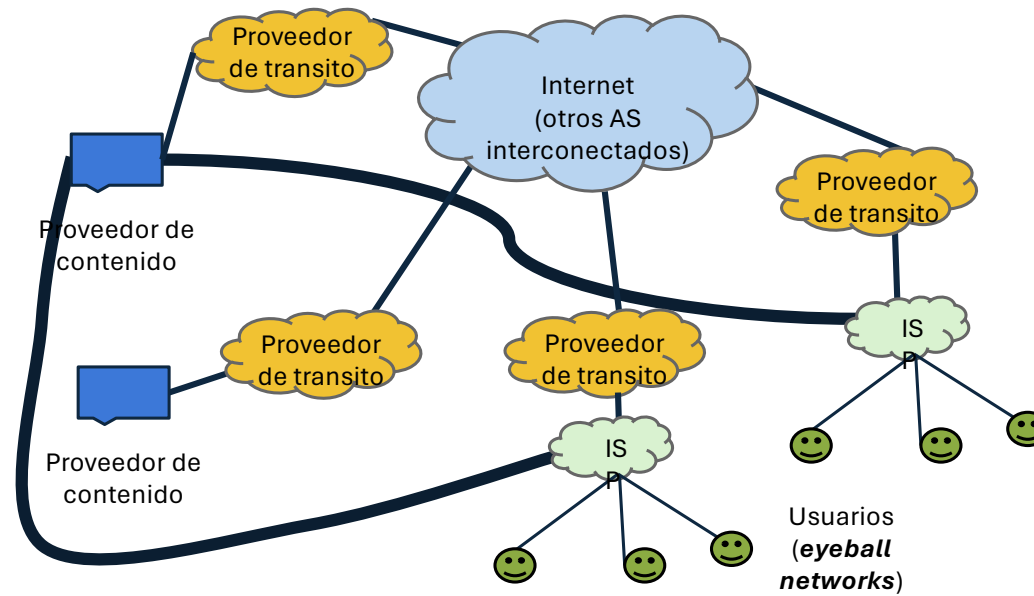 Proveedor
de transito
Internet
(otros AS
interconectados)
Proveedor
de transito
Proveedor de
contenido
Proveedor
de transito
Proveedor
de transito
IS
P
IS
P
Proveedor de
contenido
Usuarios
(eyeball
networks)